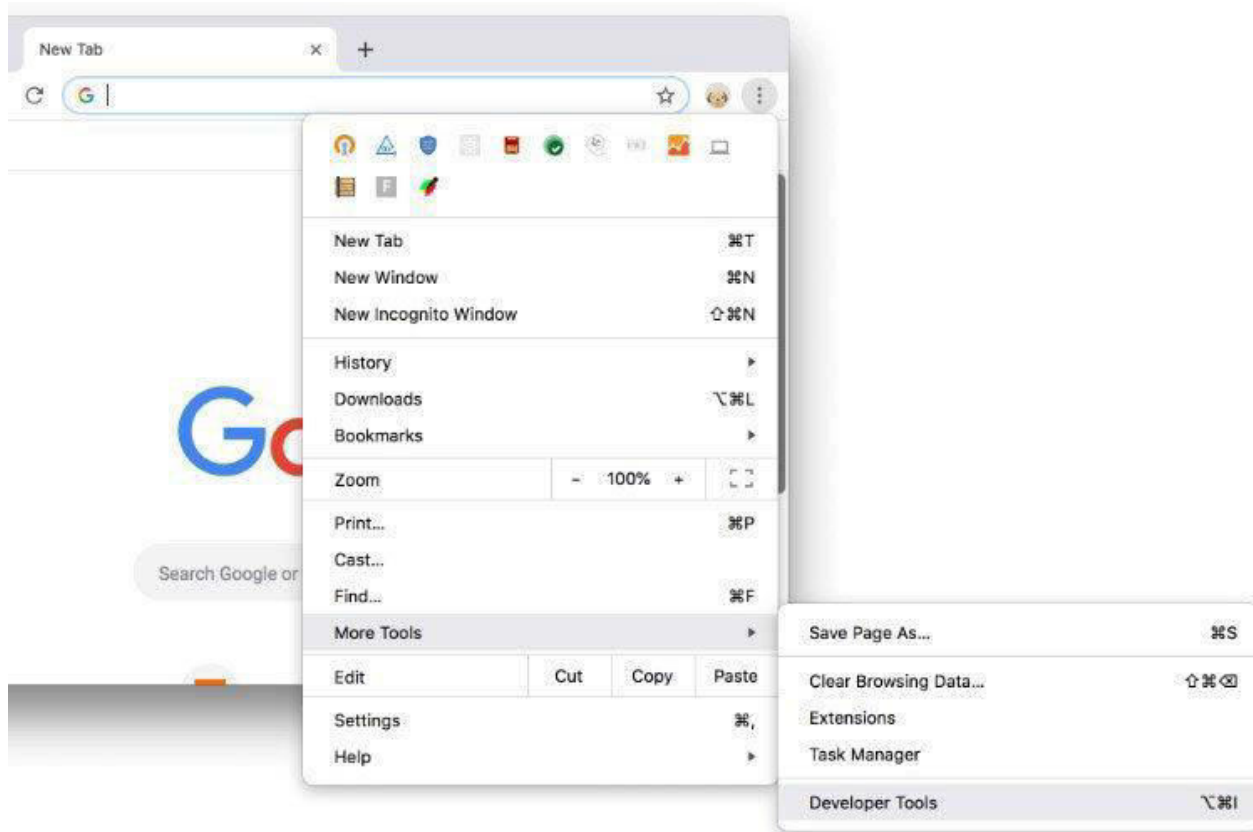 New Tab
G
New Tab ⌘T
New Window ⌘N
New Incognito Window ⇧⌘N
History
Downloads ⌥⌘L
Bookmarks
Go
Zoom - 100% +
Print... ⌘P
Cast...
Search Google or
Find... ⌘F
More Tools
Edit Cut Copy Paste
Settings ⌘,
Help
Save Page As... ⌘S
Clear Browsing Data... ⇧⌘⌫
Extensions
Task Manager
Developer Tools ⌥⌘I
F